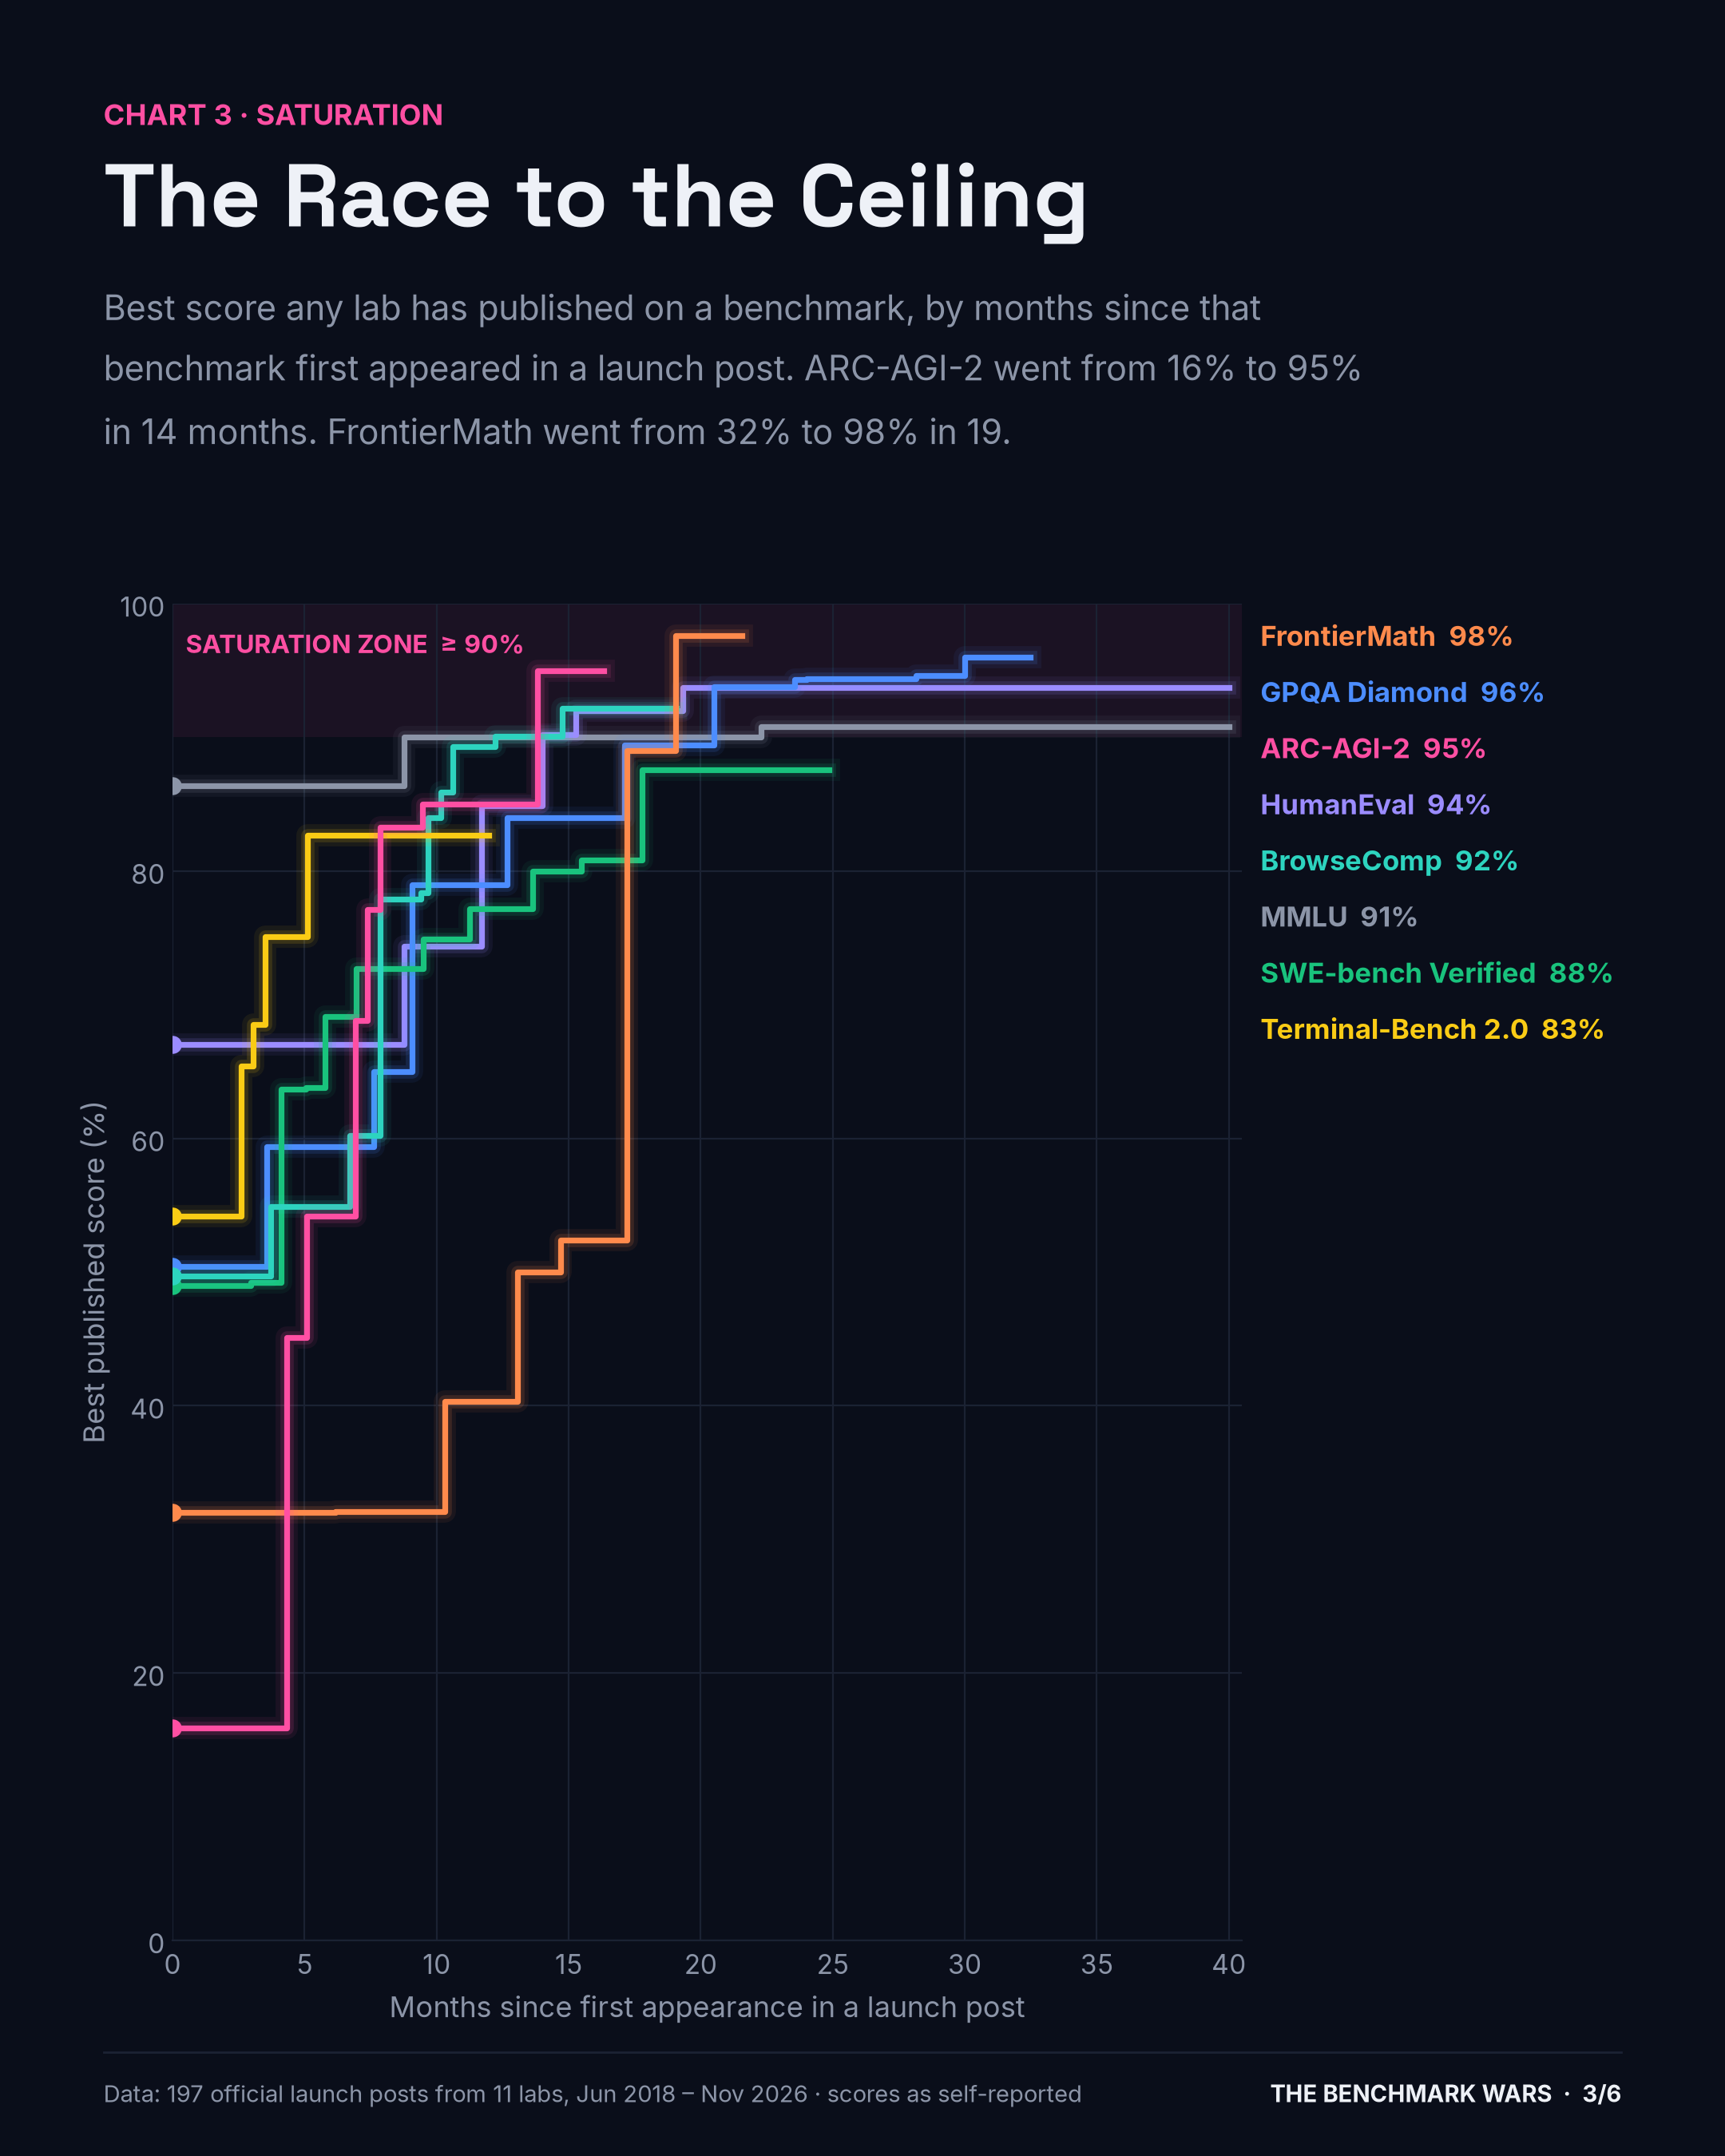 CHART 3 · SATURATION
The Race to the Ceiling
Best score any lab has published on a benchmark, by months since that
benchmark first appeared in a launch post. ARC-AGI-2 went from 16% to 95%
in 14 months. FrontierMath went from 32% to 98% in 19.
100
SATURATION ZONE ≥ 90%
80
60
40
20
0
Best published score (%)
FrontierMath 98%
GPQA Diamond 96%
ARC-AGI-2 95%
HumanEval 94%
BrowseComp 92%
MMLU 91%
SWE-bench Verified 88%
Terminal-Bench 2.0 83%
0 5 10 15 20 25 30 35 40
Months since first appearance in a launch post
Data: 197 official launch posts from 11 labs, Jun 2018 – Nov 2026 · scores as self-reported
THE BENCHMARK WARS · 3/6